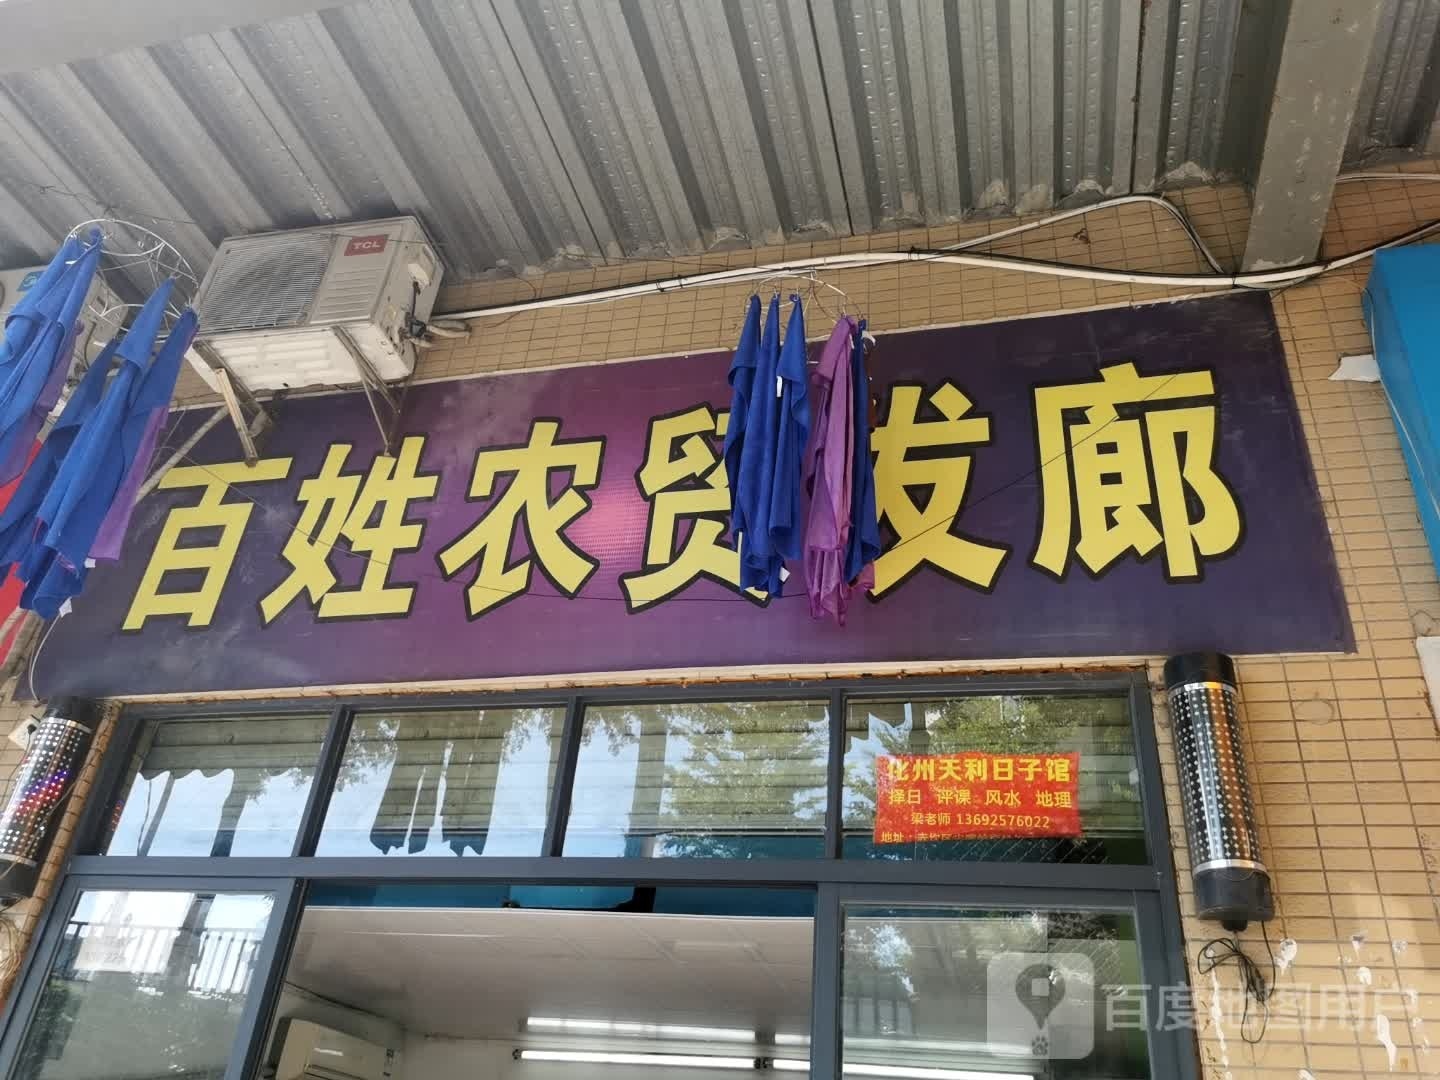 TCL
百姓农贸发廊
化州天利日子馆
择日 评课 风水 地理
梁老师 13692576022
地址：
百度地图用户